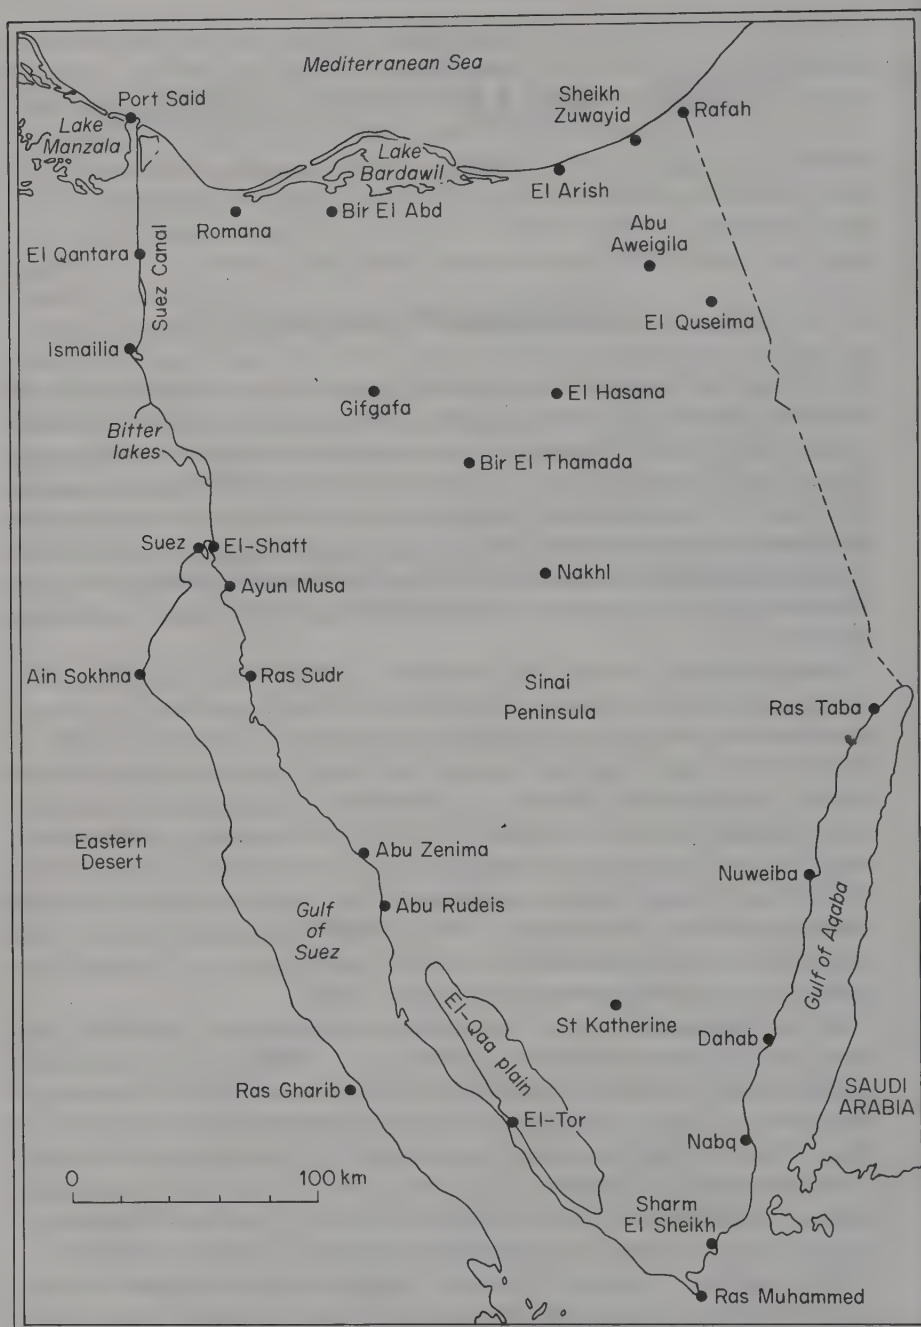 Mediterranean Sea
Port Said
Lake
Manzala
Sheikh
Zuwayid
Rafah
Lake
Bardawil
El Arish
Romana
Bir El Abd
Abu
Aweigila
El Qantara
Suez Canal
El Quseima
Ismailia
Gifgafa
El Hasana
Bitter
lakes
Bir El Thamada
Suez
El-Shatt
Ayun Musa
Nakhl
Ain Sokhna
Ras Sudr
Sinai
Peninsula
Ras Taba
Eastern
Desert
Abu Zenima
Nuweiba
Abu Rudeis
Gulf
of
Suez
Gulf of Aqaba
El-Qaa plain
St Katherine
Dahab
Ras Gharib
SAUDI
ARABIA
El-Tor
Nabq
0 100 km
Sharm
El Sheikh
Ras Muhammed